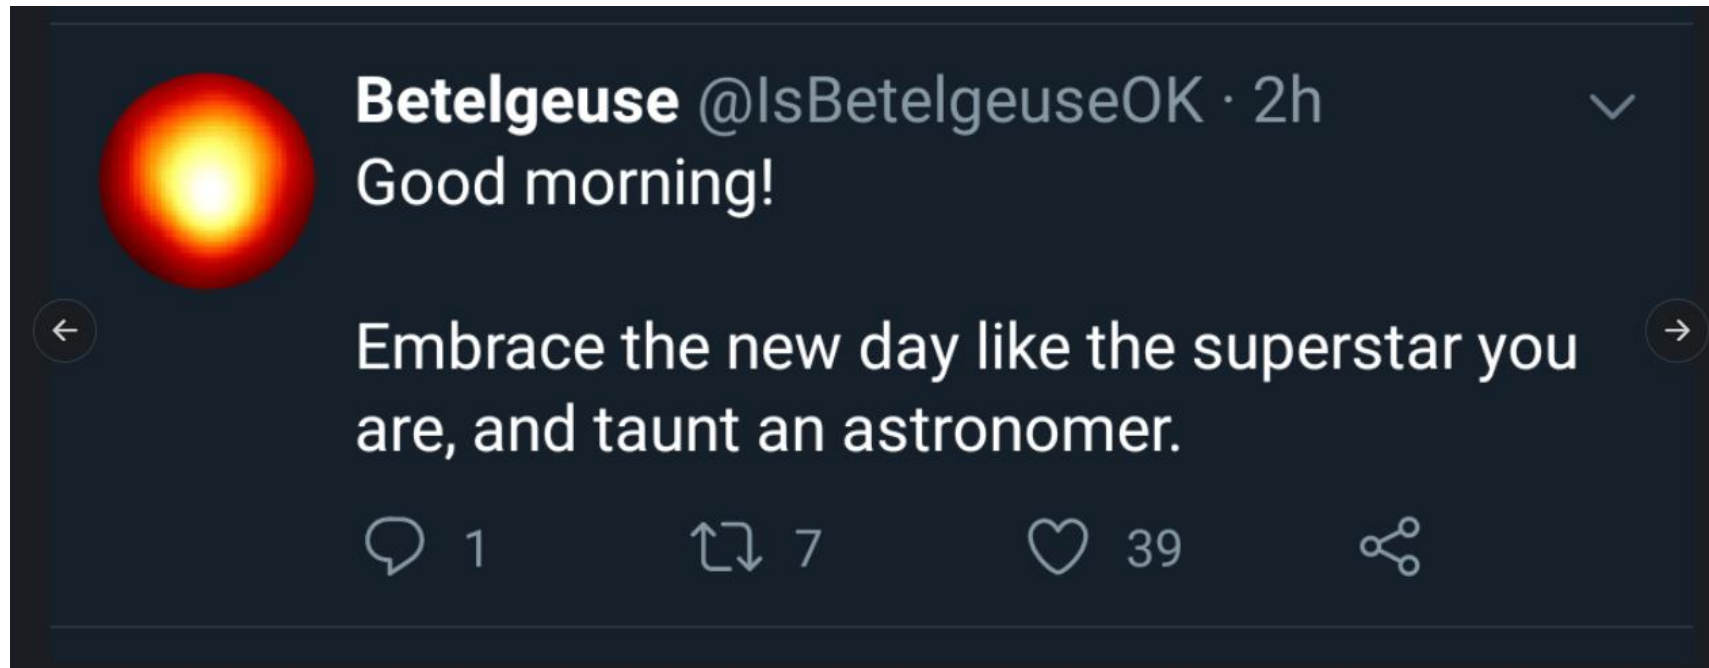 Betelgeuse @IsBetelgeuseOK · 2h
Good morning!
Embrace the new day like the superstar you
are, and taunt an astronomer.
1 7 39